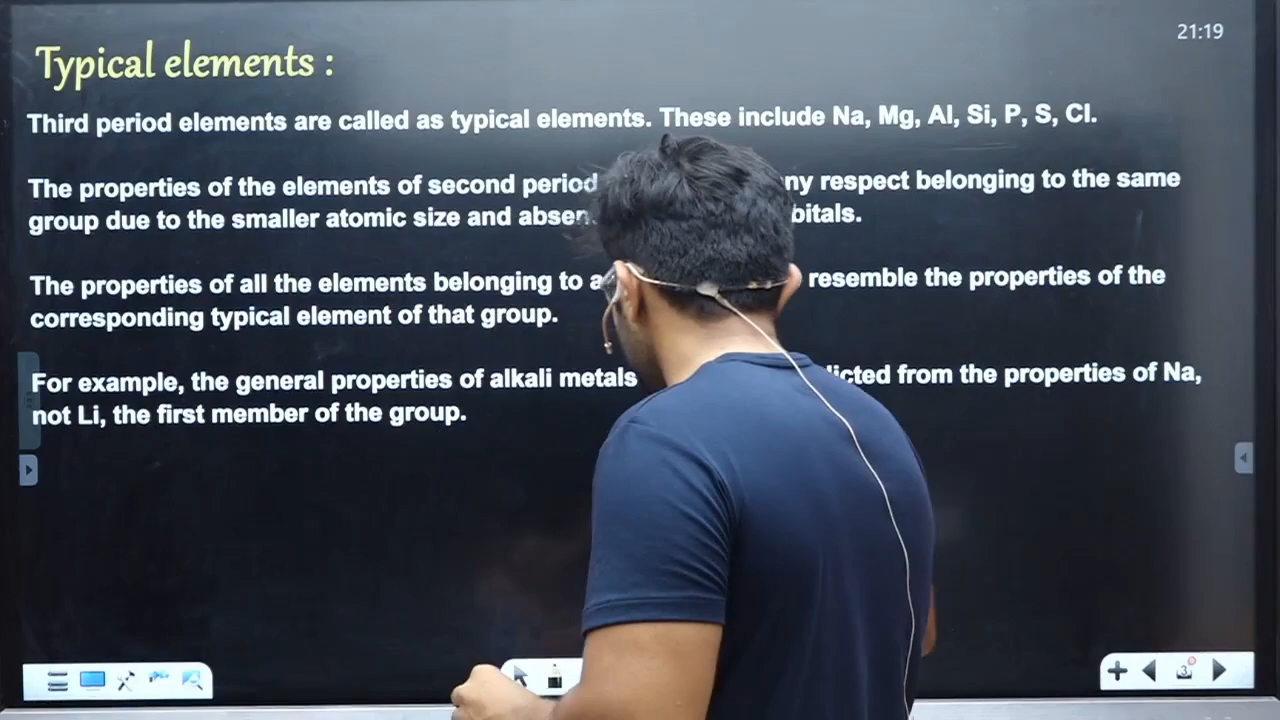 21:19
Typical elements :
Third period elements are called as typical elements. These include Na, Mg, Al, Si, P, S, Cl.
The properties of the elements of second period respect belonging to the same
group due to the smaller atomic size and
The properties of all the elements belonging to resemble the properties of the
corresponding typical element of that group.
For example, the general properties of alkali metals from the properties of Na,
not Li, the first member of the group.
3